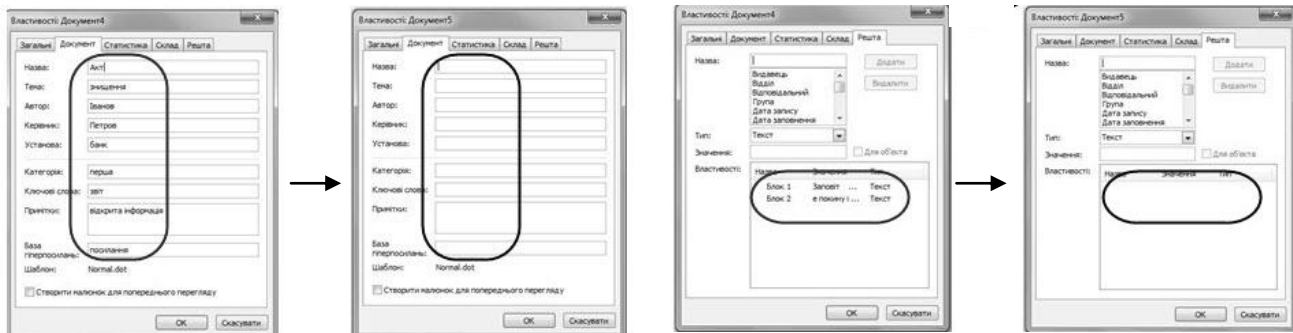 Властивості: Документ4
Загальні Документ Статистика Склад Решта
Назва: Акт
Тема: знищення
Автор: Іванов
Керівник: Петров
Установа: банк
Категорія: перша
Ключові слова: звіт
Примітки: відкрита інформація
База гіперпосилань: посилання
Шаблон: Normal.dot
Створити малюнок для попереднього перегляду
ОК Скасувати
Властивості: Документ5
Загальні Документ Статистика Склад Решта
Назва:
Тема:
Автор:
Керівник:
Установа:
Категорія:
Ключові слова:
Примітки:
База
гіперпосилань:
Шаблон: Normal.dot
Створити малюнок для попереднього перегляду
ОК Скасувати
Властивості: Документ4
Загальні Документ Статистика Склад Решта
Назва:
Додати
Видавець
Видалити
Відділ
Відповідальний
Група
Дата запису
Дата заповнення
Тип: Текст
Значення: Для об'єкта
Властивості: Назва Значення Тип
Блок 1 Заповіт ... Текст
Блок 2 е покину і ... Текст
ОК Скасувати
Властивості: Документ5
Загальні Документ Статистика Склад Решта
Назва:
Додати
Видавець
Видалити
Відділ
Відповідальний
Група
Дата запису
Дата заповнення
Тип: Текст
Значення: Для об'єкта
Властивості: Назва Значення Тип
ОК Скасувати